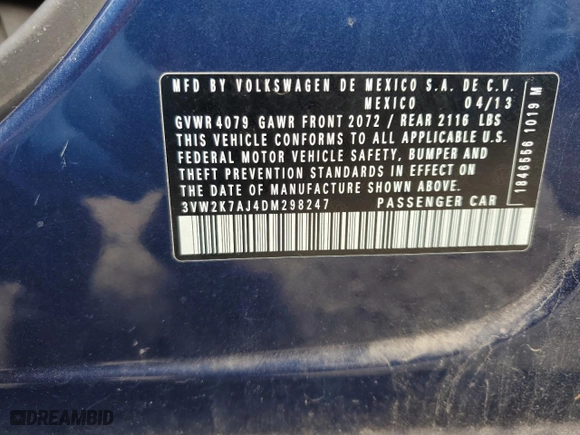 MFD BY VOLKSWAGEN DE MEXICO S.A. DE C.V.
MEXICO 04/13
GVWR 4079 GAWR FRONT 2072 / REAR 2116 LBS
THIS VEHICLE CONFORMS TO ALL APPLICABLE U.S.
FEDERAL MOTOR VEHICLE SAFETY, BUMPER AND
THEFT PREVENTION STANDARDS IN EFFECT ON
THE DATE OF MANUFACTURE SHOWN ABOVE.
3VW2K7AJ4DM298247 PASSENGER CAR
1846556 1019 M
DREAMBID